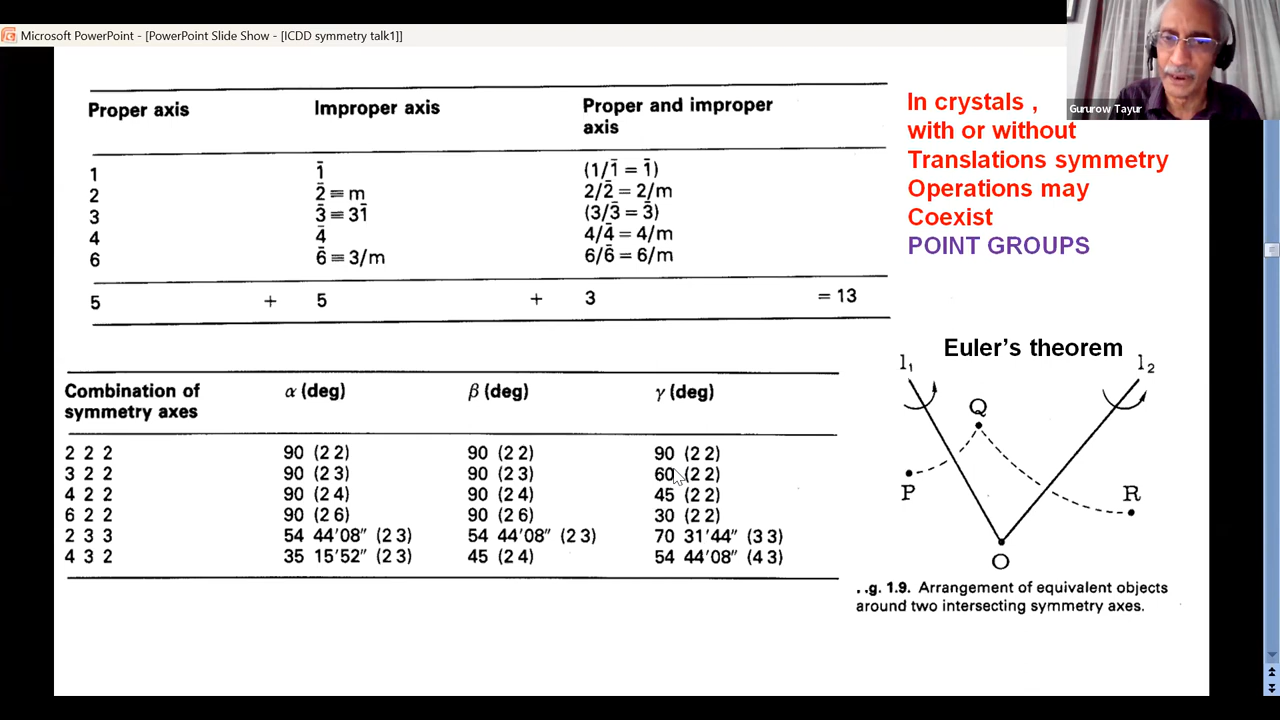 Microsoft PowerPoint - [PowerPoint Slide Show - [ICDD symmetry talk1]]
Gururow Tayur
Proper axis Improper axis Proper and improper
axis
1 1̄ (1/1̄ = 1̄)
2 2̄ ≡ m 2/2̄ = 2/m
3 3̄ ≡ 31̄ (3/3̄ = 3̄)
4 4̄ 4/4̄ = 4/m
6 6̄ ≡ 3/m 6/6̄ = 6/m
5 + 5 + 3 = 13
In crystals ,
with or without
Translations symmetry
Operations may
Coexist
POINT GROUPS
Combination of α (deg) β (deg) γ (deg)
symmetry axes
2 2 2 90 (2 2) 90 (2 2) 90 (2 2)
3 2 2 90 (2 3) 90 (2 3) 60 (2 2)
4 2 2 90 (2 4) 90 (2 4) 45 (2 2)
6 2 2 90 (2 6) 90 (2 6) 30 (2 2)
2 3 3 54 44'08" (2 3) 54 44'08" (2 3) 70 31'44" (3 3)
4 3 2 35 15'52" (2 3) 45 (2 4) 54 44'08" (4 3)
Euler's theorem
l₁ l₂
Q
P R
O
g. 1.9. Arrangement of equivalent objects
around two intersecting symmetry axes.